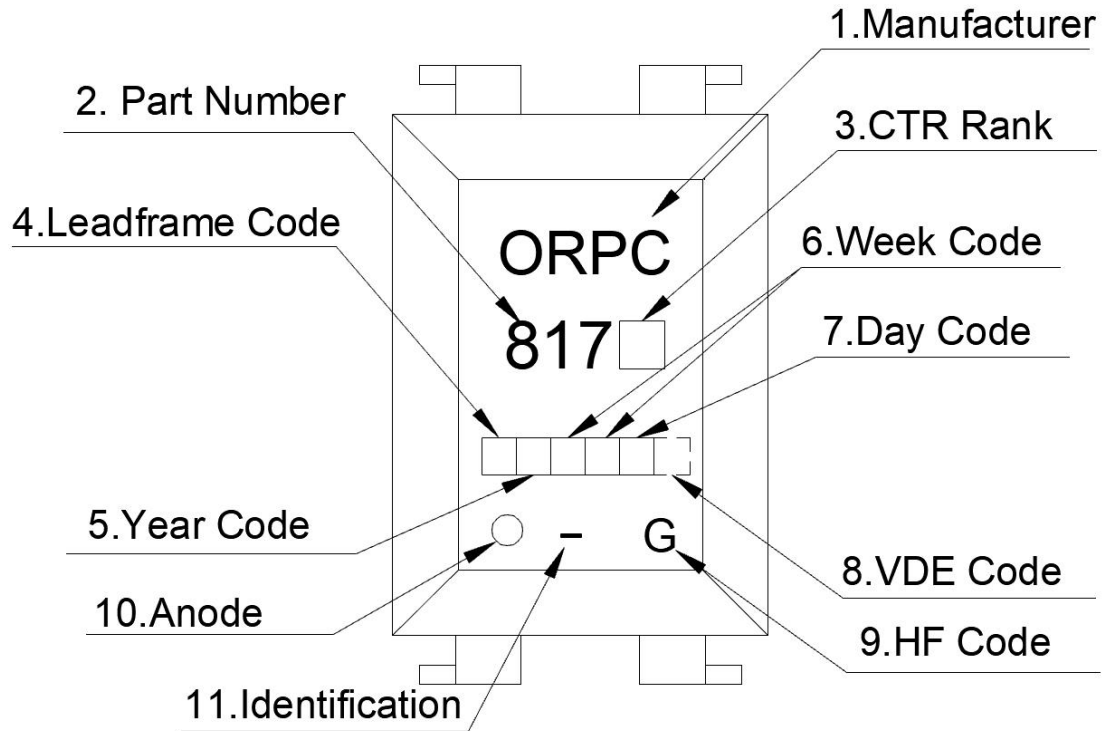 1.Manufacturer
2. Part Number
3.CTR Rank
4.Leadframe Code
ORPC
6.Week Code
817
7.Day Code
5.Year Code
- G
8.VDE Code
10.Anode
9.HF Code
11.Identification